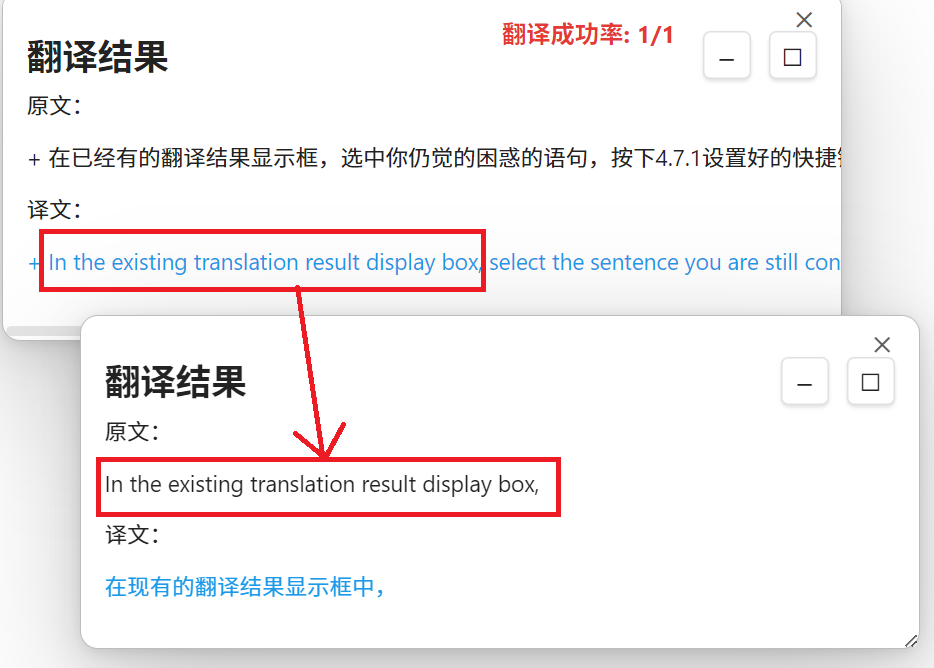 翻译成功率: 1/1
翻译结果
原文：
+ 在已经有的翻译结果显示框，选中你仍觉的困惑的语句，按下4.7.1设置好的快捷
译文：
+ In the existing translation result display box, select the sentence you are still con
翻译结果
原文：
In the existing translation result display box,
译文：
在现有的翻译结果显示框中，